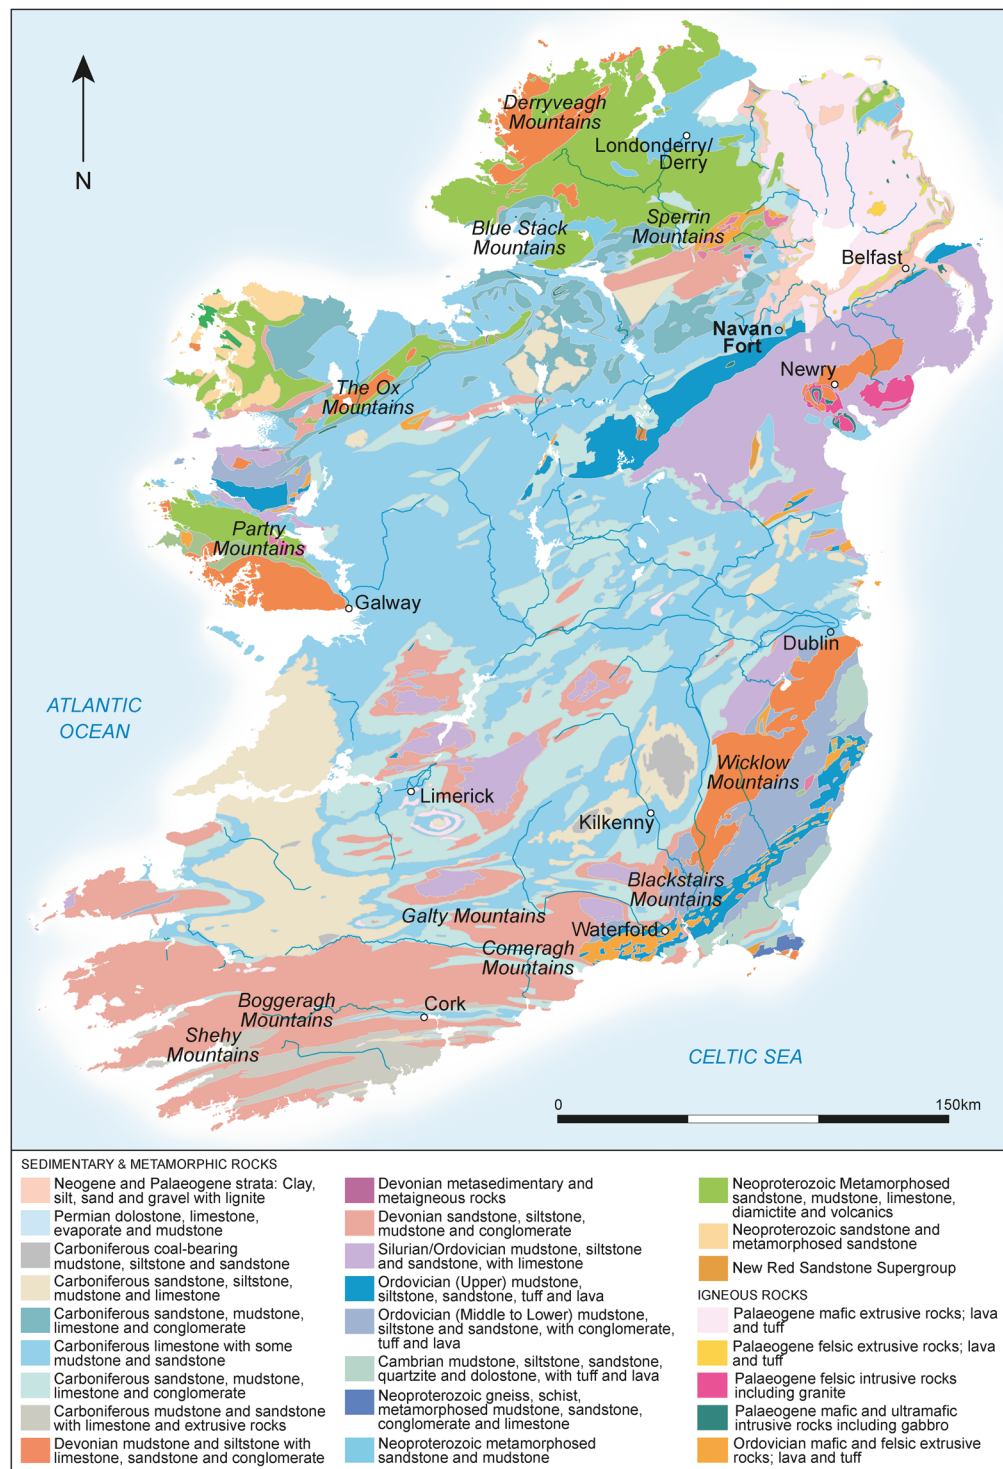 N
Derryveagh
Mountains
Londonderry/
Derry
Blue Stack
Mountains
Sperrin
Mountains
Belfast
Navan
Fort
Newry
The Ox
Mountains
Partry
Mountains
Galway
Dublin
ATLANTIC
OCEAN
Wicklow
Mountains
Limerick
Kilkenny
Blackstairs
Mountains
Galty Mountains
Waterford
Comeragh
Mountains
Boggeragh
Mountains
Cork
Shehy
Mountains
CELTIC SEA
0 150km
SEDIMENTARY & METAMORPHIC ROCKS
Neogene and Palaeogene strata: Clay,
silt, sand and gravel with lignite
Permian dolostone, limestone,
evaporite and mudstone
Carboniferous coal-bearing
mudstone, siltstone and sandstone
Carboniferous sandstone, siltstone,
mudstone and limestone
Carboniferous sandstone, mudstone,
limestone and conglomerate
Carboniferous limestone with some
mudstone and sandstone
Carboniferous sandstone, mudstone,
limestone and conglomerate
Carboniferous mudstone and sandstone
with limestone and extrusive rocks
Devonian mudstone and siltstone with
limestone, sandstone and conglomerate
Devonian metasedimentary and
metaigneous rocks
Devonian sandstone, siltstone,
mudstone and conglomerate
Silurian/Ordovician mudstone, siltstone
and sandstone, with limestone
Ordovician (Upper) mudstone,
siltstone, sandstone, tuff and lava
Ordovician (Middle to Lower) mudstone,
siltstone and sandstone, with conglomerate,
tuff and lava
Cambrian mudstone, siltstone, sandstone,
quartzite and dolostone, with tuff and lava
Neoproterozoic gneiss, schist,
metamorphosed mudstone, sandstone,
conglomerate and limestone
Neoproterozoic metamorphosed
sandstone and mudstone
Neoproterozoic Metamorphosed
sandstone, mudstone, limestone,
diamictite and volcanics
Neoproterozoic sandstone and
metamorphosed sandstone
New Red Sandstone Supergroup
IGNEOUS ROCKS
Palaeogene mafic extrusive rocks; lava
and tuff
Palaeogene felsic extrusive rocks; lava
and tuff
Palaeogene felsic intrusive rocks
including granite
Palaeogene mafic and ultramafic
intrusive rocks including gabbro
Ordovician mafic and felsic extrusive
rocks; lava and tuff